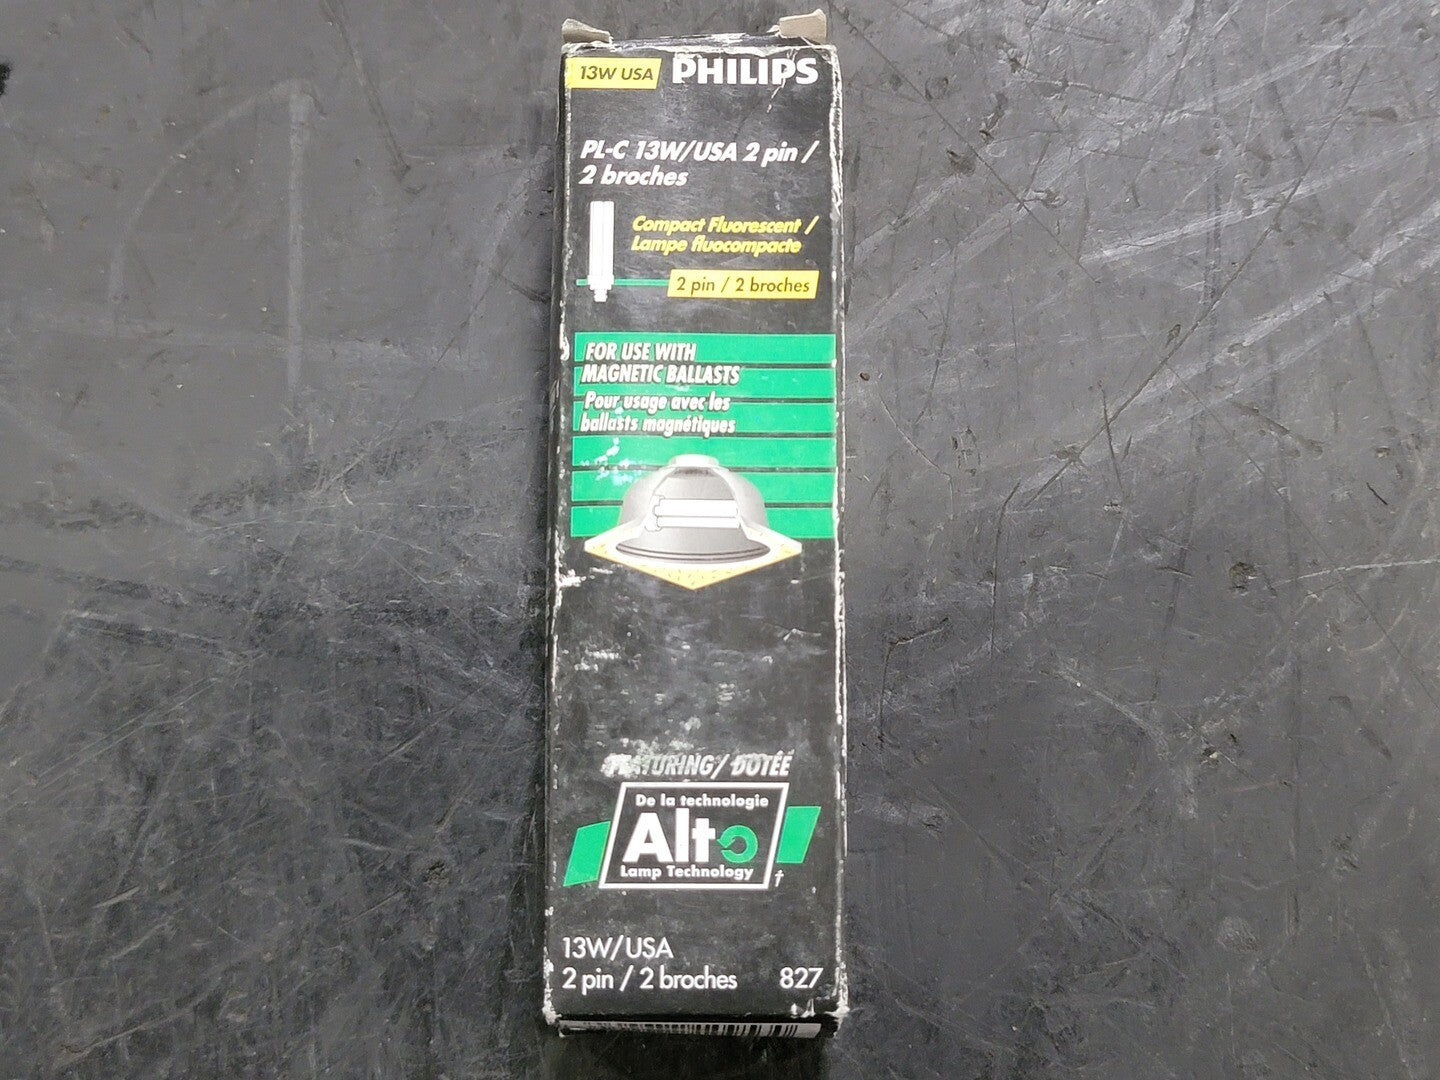 13W USA PHILIPS
PL-C 13W/USA 2 pin /
2 broches
Compact Fluorescent /
Lampe fluocompacte
2 pin / 2 broches
FOR USE WITH
MAGNETIC BALLASTS
Pour usage avec les
ballasts magnétiques
FEATURING/ DOTÉE
De la technologie
Alto
Lamp Technology
†
13W/USA
2 pin / 2 broches 827